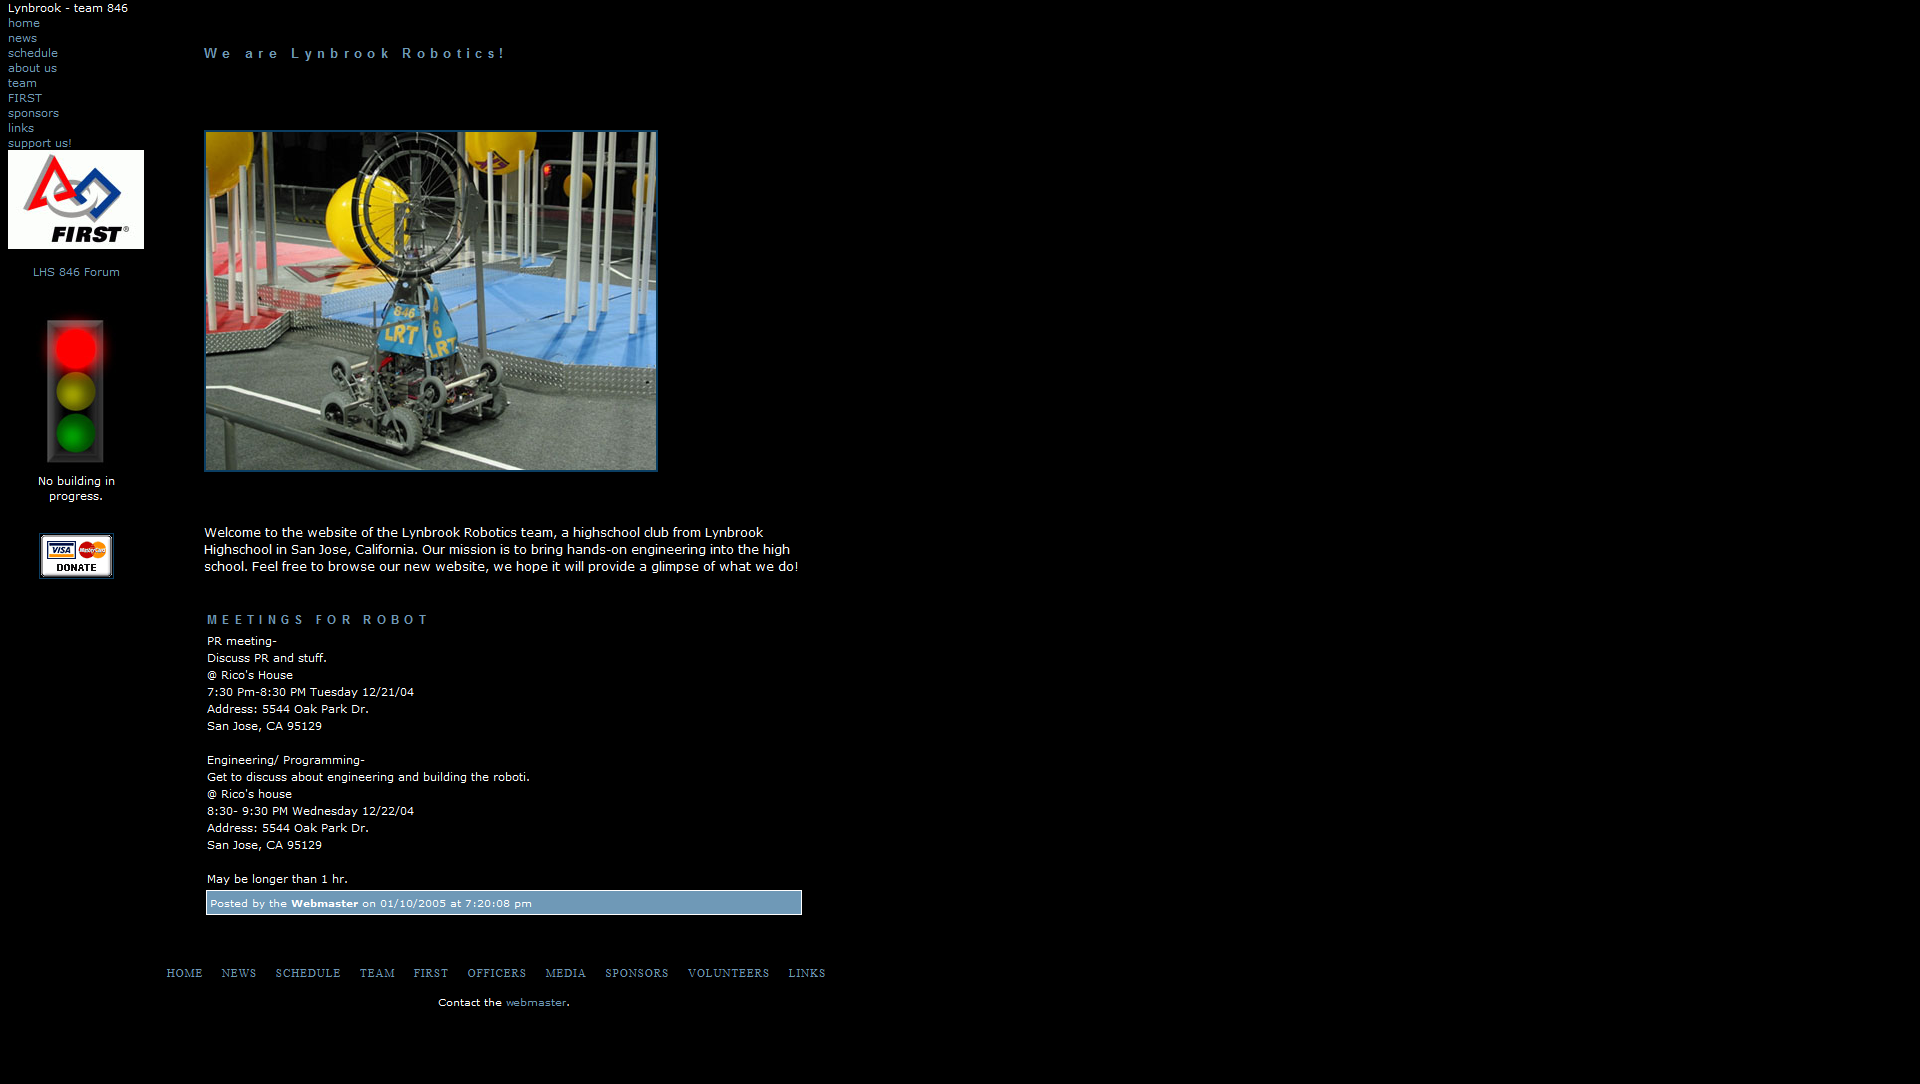 Lynbrook - team 846
home
news
schedule
about us
team
FIRST
sponsors
links
support us!
FIRST®
LHS 846 Forum
No building in
progress.
VISA MasterCard
DONATE
We are Lynbrook Robotics!
846
LRT
4
6
LRT
Welcome to the website of the Lynbrook Robotics team, a highschool club from Lynbrook
Highschool in San Jose, California. Our mission is to bring hands-on engineering into the high
school. Feel free to browse our new website, we hope it will provide a glimpse of what we do!
MEETINGS FOR ROBOT
PR meeting-
Discuss PR and stuff.
@ Rico's House
7:30 Pm-8:30 PM Tuesday 12/21/04
Address: 5544 Oak Park Dr.
San Jose, CA 95129
Engineering/ Programming-
Get to discuss about engineering and building the roboti.
@ Rico's house
8:30- 9:30 PM Wednesday 12/22/04
Address: 5544 Oak Park Dr.
San Jose, CA 95129
May be longer than 1 hr.
Posted by the Webmaster on 01/10/2005 at 7:20:08 pm
HOME NEWS SCHEDULE TEAM FIRST OFFICERS MEDIA SPONSORS VOLUNTEERS LINKS
Contact the webmaster.